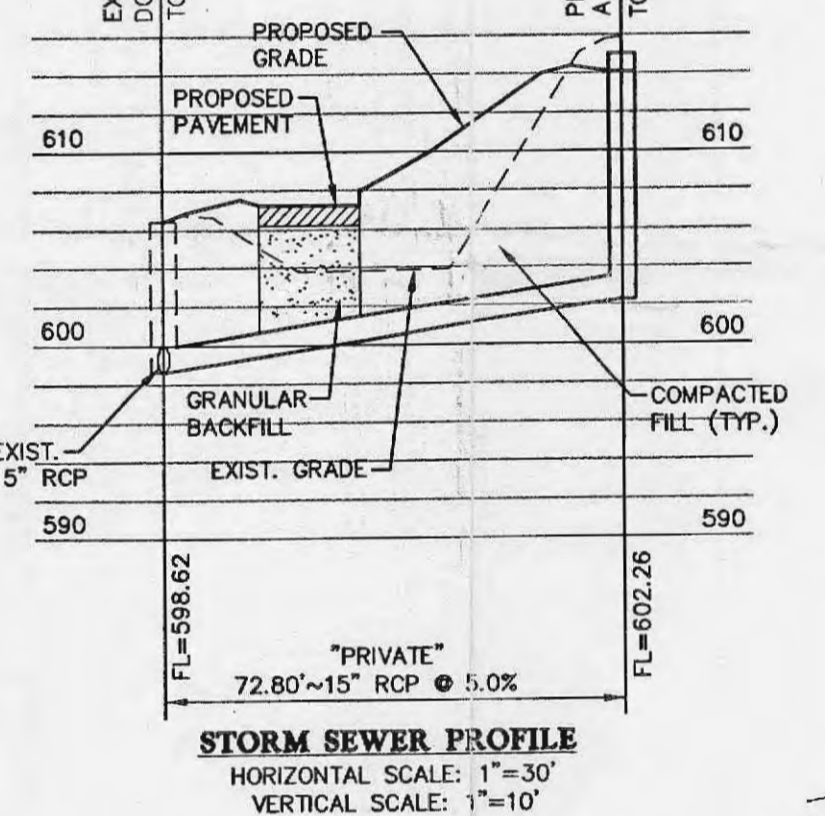 PROPOSED
GRADE
PROPOSED
PAVEMENT
610
610
600
600
GRANULAR
BACKFILL
COMPACTED
FILL (TYP.)
EXIST.
5" RCP
EXIST. GRADE
590
590
FL=598.62
FL=602.26
"PRIVATE"
72.80'~15" RCP @ 5.0%
STORM SEWER PROFILE
HORIZONTAL SCALE: 1"=30'
VERTICAL SCALE: 1"=10'